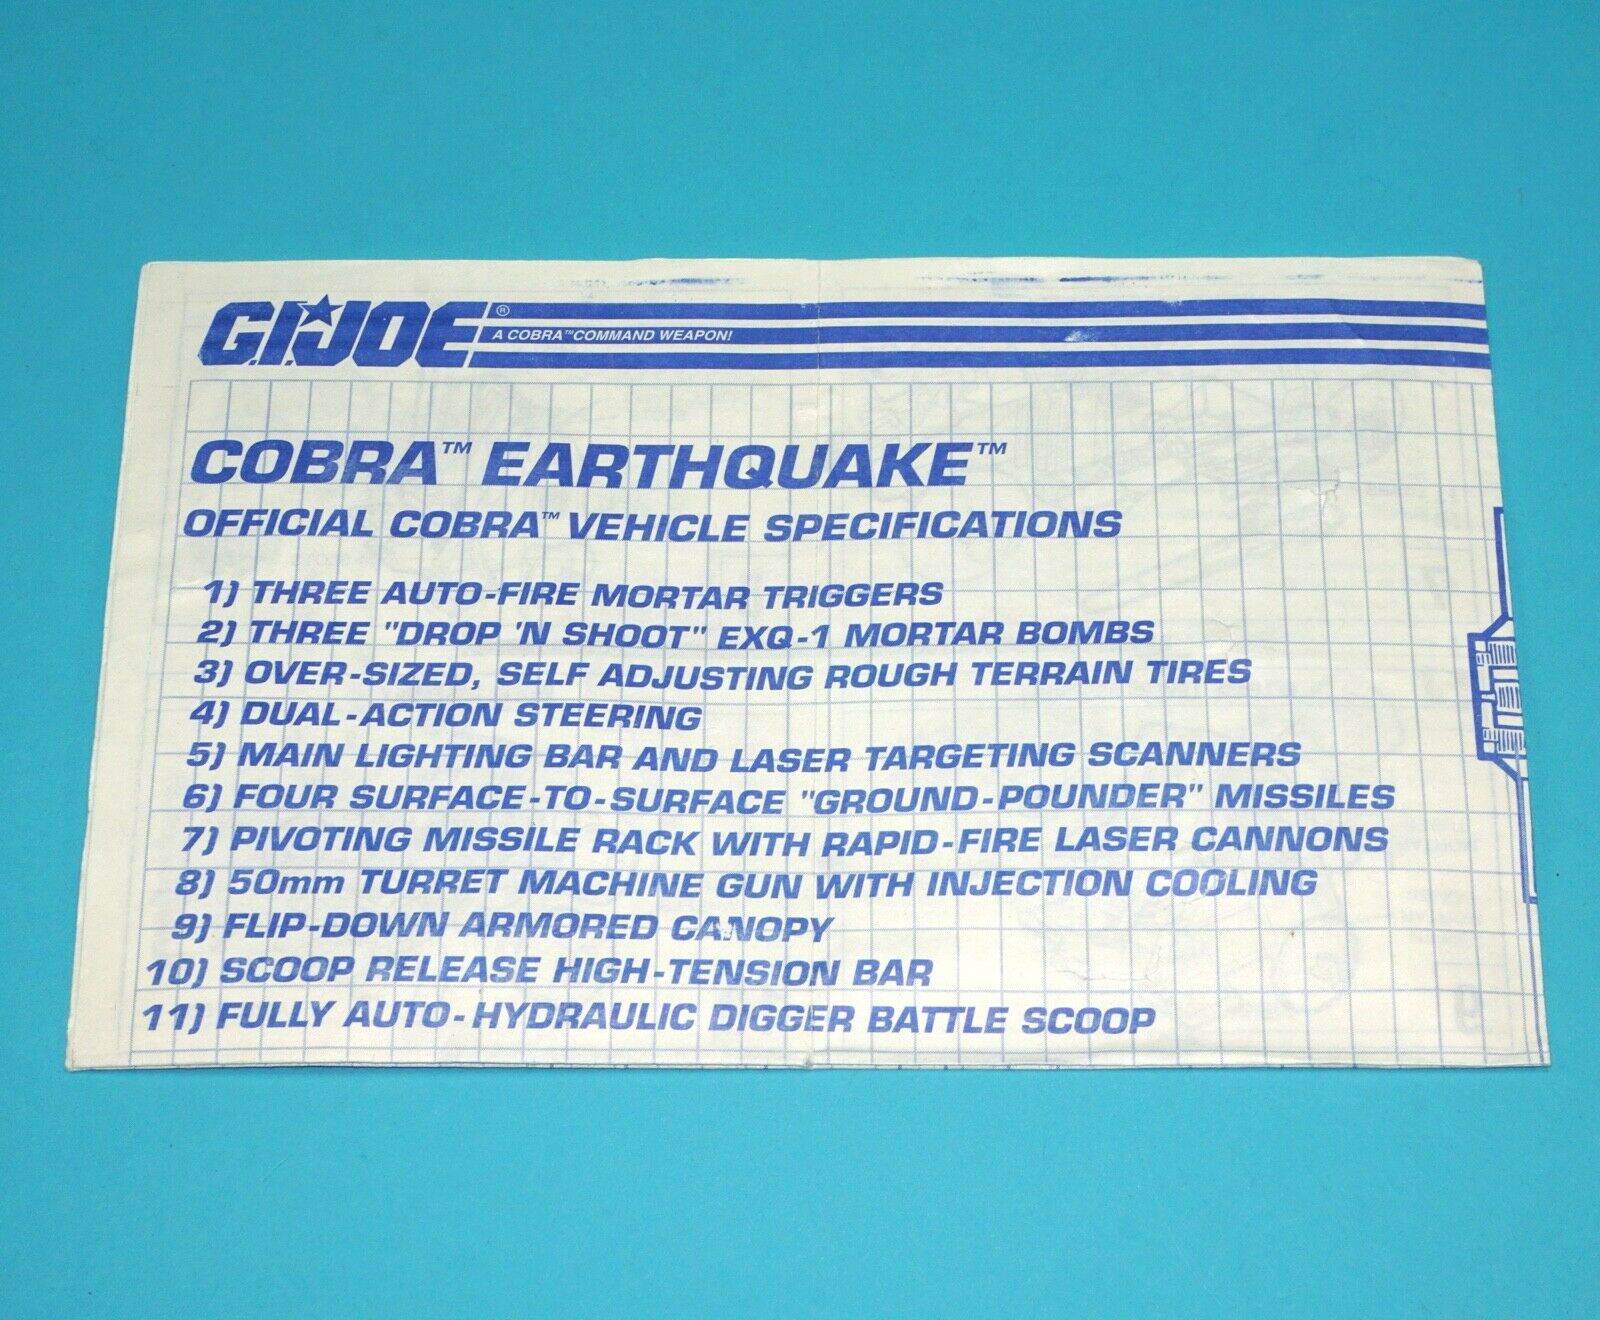 G.I. JOE®
A COBRA™ COMMAND WEAPON!
COBRA™ EARTHQUAKE™
OFFICIAL COBRA™ VEHICLE SPECIFICATIONS
1) THREE AUTO-FIRE MORTAR TRIGGERS
2) THREE "DROP 'N SHOOT" EXQ-1 MORTAR BOMBS
3) OVER-SIZED, SELF ADJUSTING ROUGH TERRAIN TIRES
4) DUAL-ACTION STEERING
5) MAIN LIGHTING BAR AND LASER TARGETING SCANNERS
6) FOUR SURFACE-TO-SURFACE "GROUND-POUNDER" MISSILES
7) PIVOTING MISSILE RACK WITH RAPID-FIRE LASER CANNONS
8) 50mm TURRET MACHINE GUN WITH INJECTION COOLING
9) FLIP-DOWN ARMORED CANOPY
10) SCOOP RELEASE HIGH-TENSION BAR
11) FULLY AUTO-HYDRAULIC DIGGER BATTLE SCOOP